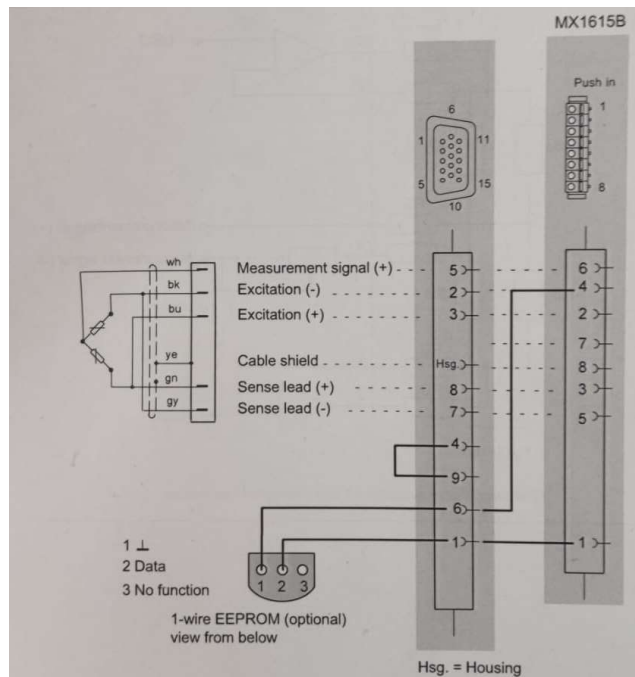 MX1615B
Push in
1
8
6
1
11
5
15
10
wh
bk
bu
ye
gn
gy
Measurement signal (+)
Excitation (-)
Excitation (+)
Cable shield
Sense lead (+)
Sense lead (-)
5
2
3
Hsg.
8
7
4
9
6
1
6
4
2
7
8
3
5
1
1 ⊥
2 Data
3 No function
1 2 3
1-wire EEPROM (optional)
view from below
Hsg. = Housing